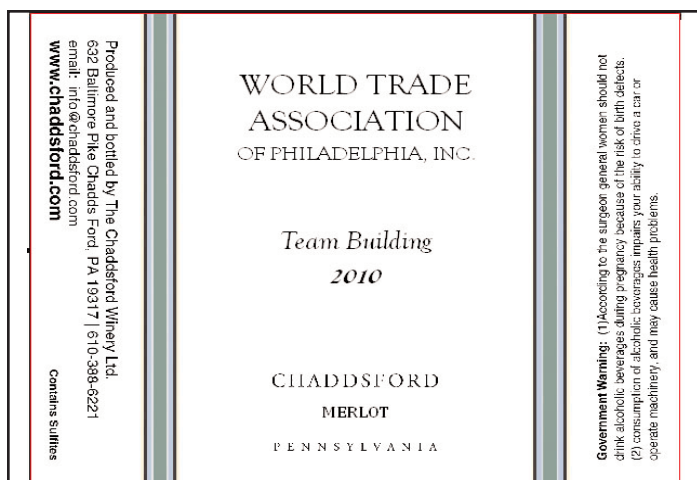 Produced and bottled by The Chaddsford Winery Ltd.
632 Baltimore Pike Chadds Ford, PA 19317 | 610-388-6221
email: info@chaddsford.com
www.chaddsford.com
Contains Sulfites
WORLD TRADE
ASSOCIATION
OF PHILADELPHIA, INC.
Team Building
2010
CHADDSFORD
MERLOT
PENNSYLVANIA
Government Warning: (1)According to the surgeon general women should not
drink alcoholic beverages during pregnancy because of the risk of birth defects.
(2) consumption of alcoholic beverages impairs your ability to drive a car or
operate machinery, and may cause health problems.